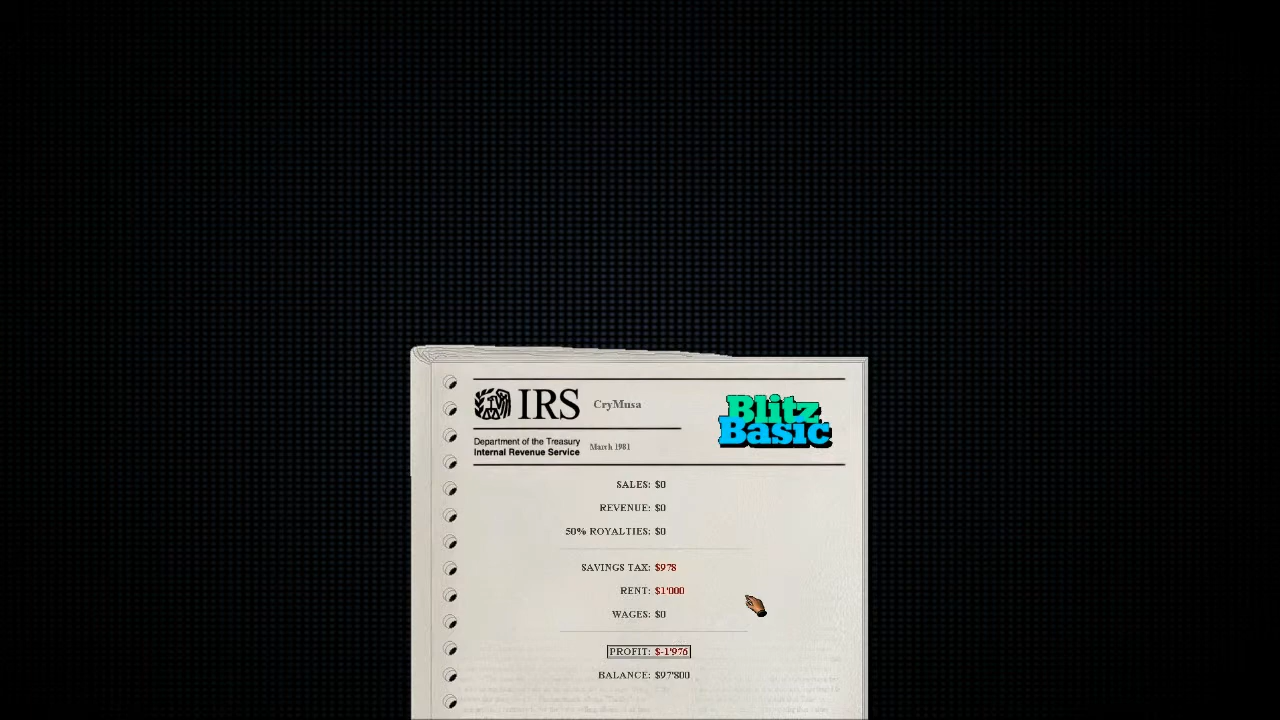 IRS
CryMusa
Blitz
Basic
Department of the Treasury
Internal Revenue Service
March 1981
SALES: $0
REVENUE: $0
50% ROYALTIES: $0
SAVINGS TAX: $978
RENT: $1'000
WAGES: $0
PROFIT: $-1'976
BALANCE: $97'800